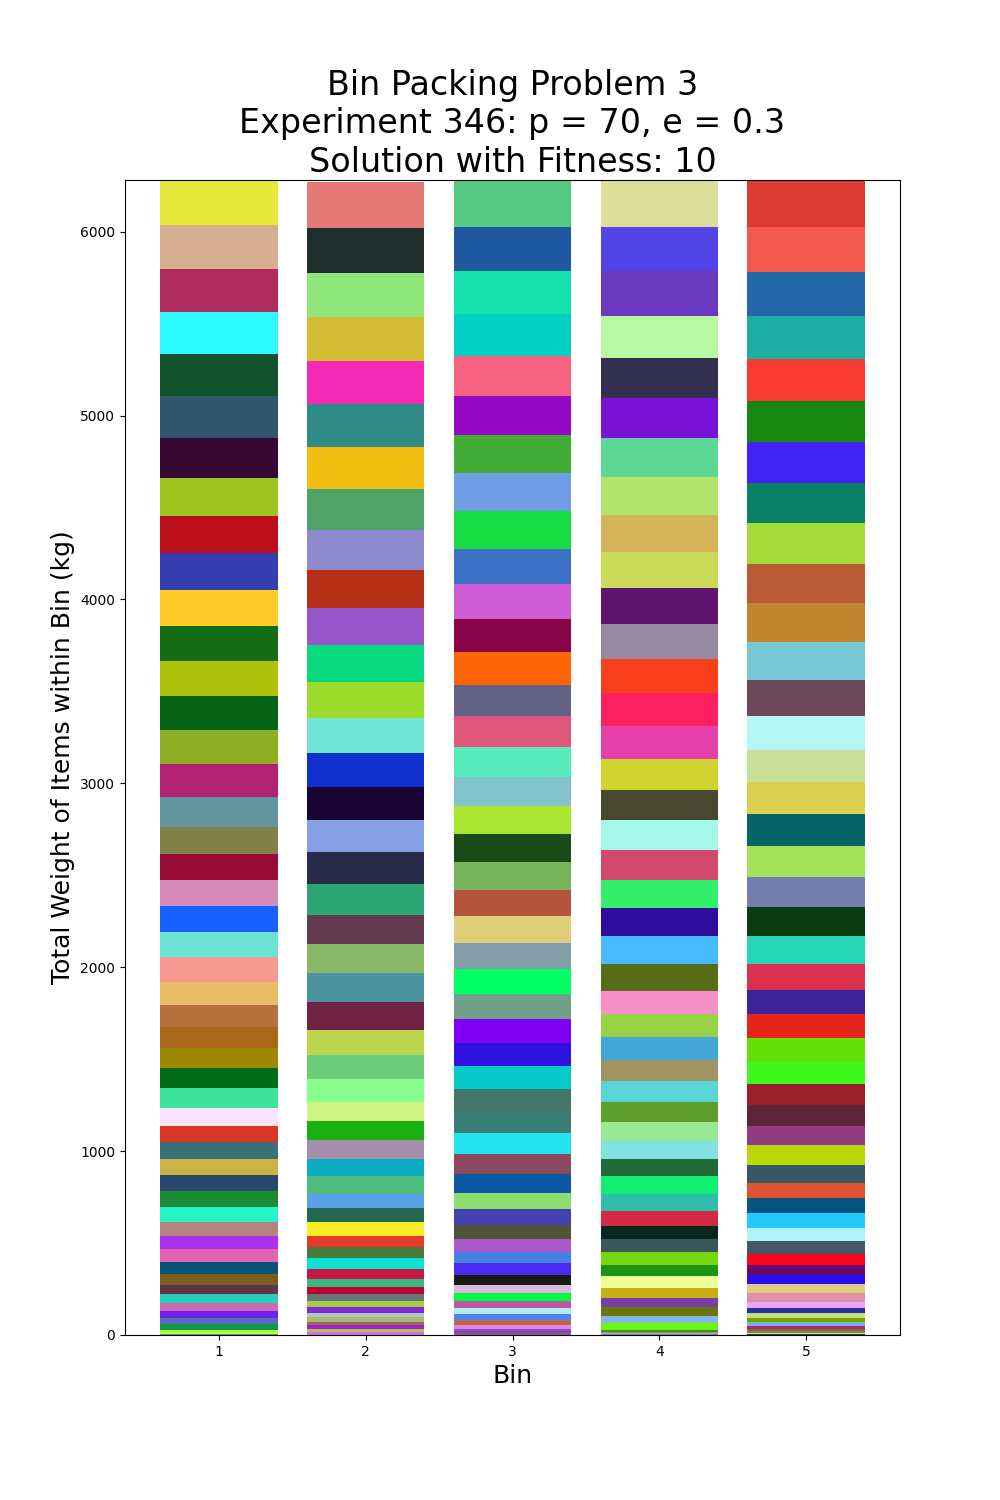 Bin Packing Problem 3
Experiment 346: p = 70, e = 0.3
Solution with Fitness: 10
Total Weight of Items within Bin (kg)
6000
5000
4000
3000
2000
1000
0
1 2 3 4 5
Bin